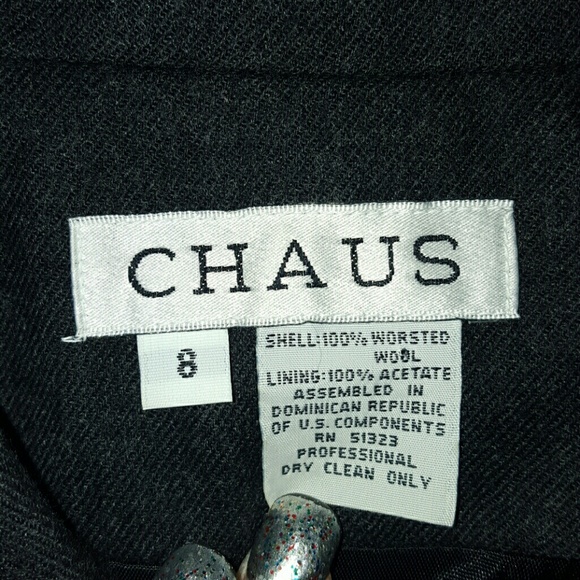 CHAUS
8
SHELL:100% WORSTED
WOOL
LINING:100% ACETATE
ASSEMBLED IN
DOMINICAN REPUBLIC
OF U.S. COMPONENTS
RN 51323
PROFESSIONAL
DRY CLEAN ONLY